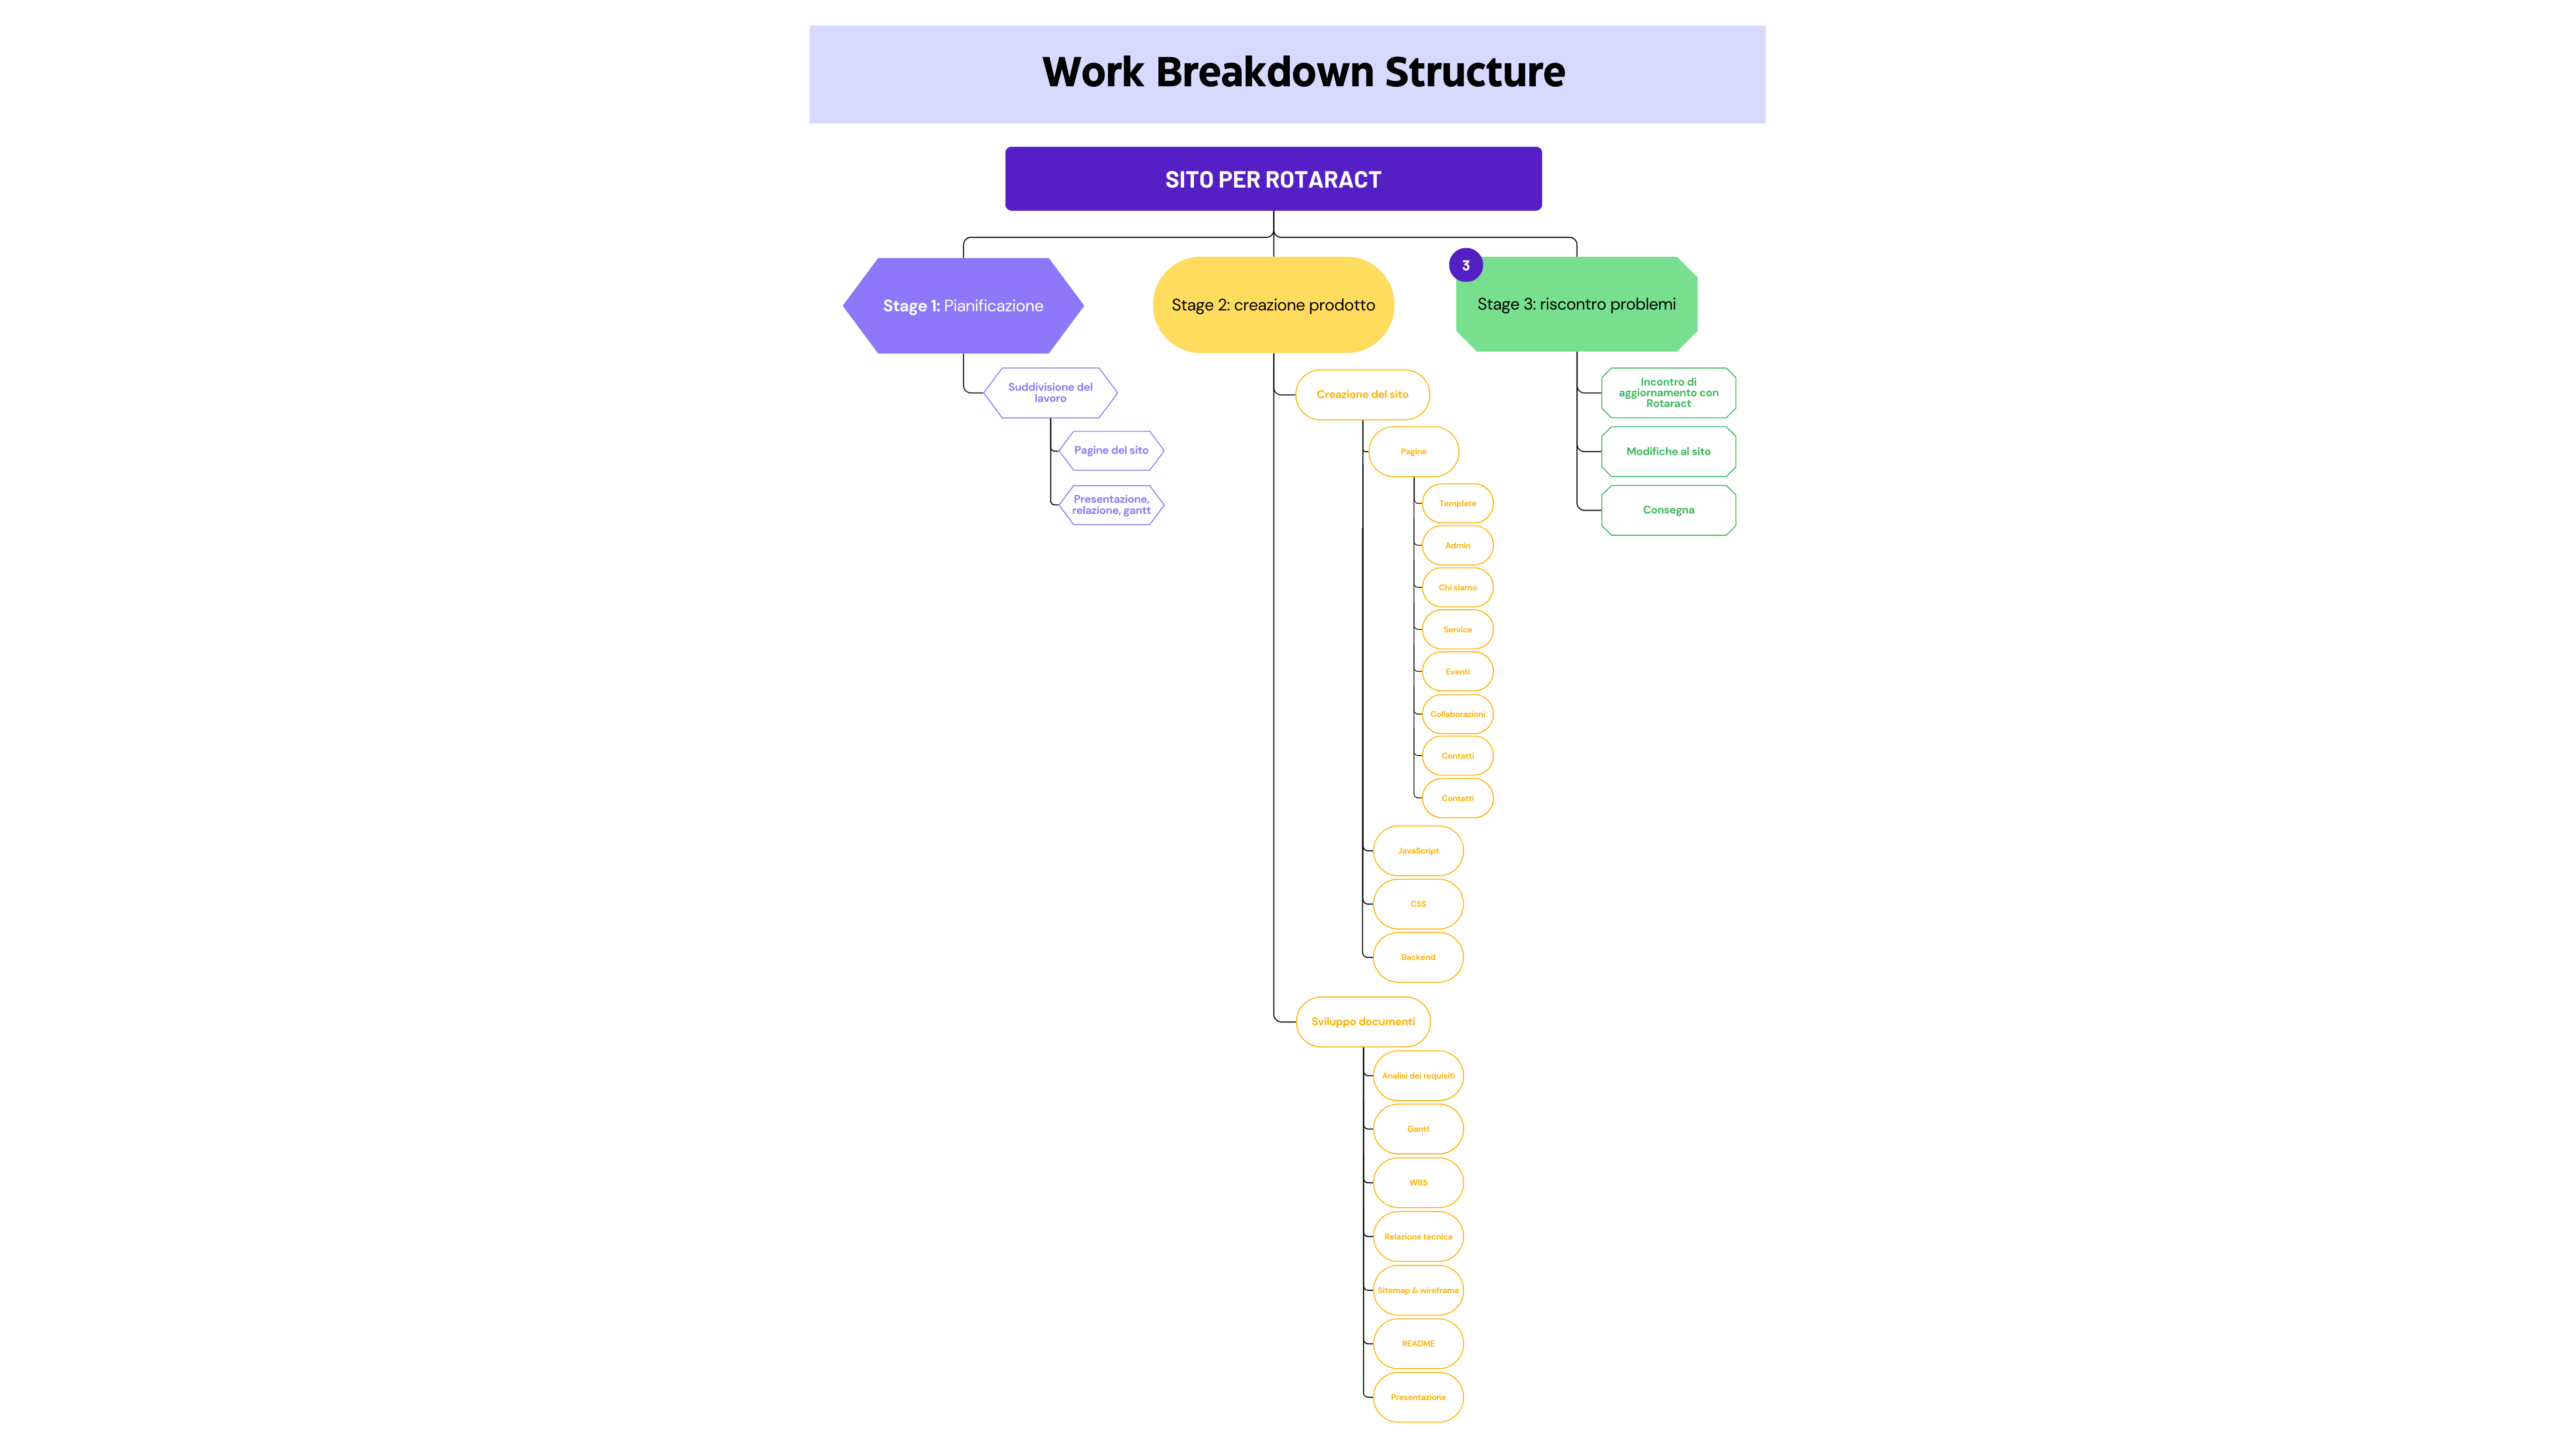 Work Breakdown Structure
SITO PER ROTARACT
Stage 1: Pianificazione
Suddivisione del
lavoro
Pagine del sito
Presentazione,
relazione, gantt
Stage 2: creazione prodotto
Creazione del sito
Pagine
Template
Admin
Chi siamo
Service
Eventi
Collaborazioni
Contatti
Contatti
JavaScript
CSS
Backend
Sviluppo documenti
Analisi dei requisiti
Gantt
WBS
Relazione tecnica
Sitemap & wireframe
README
Presentazione
3
Stage 3: riscontro problemi
Incontro di
aggiornamento con
Rotaract
Modifiche al sito
Consegna